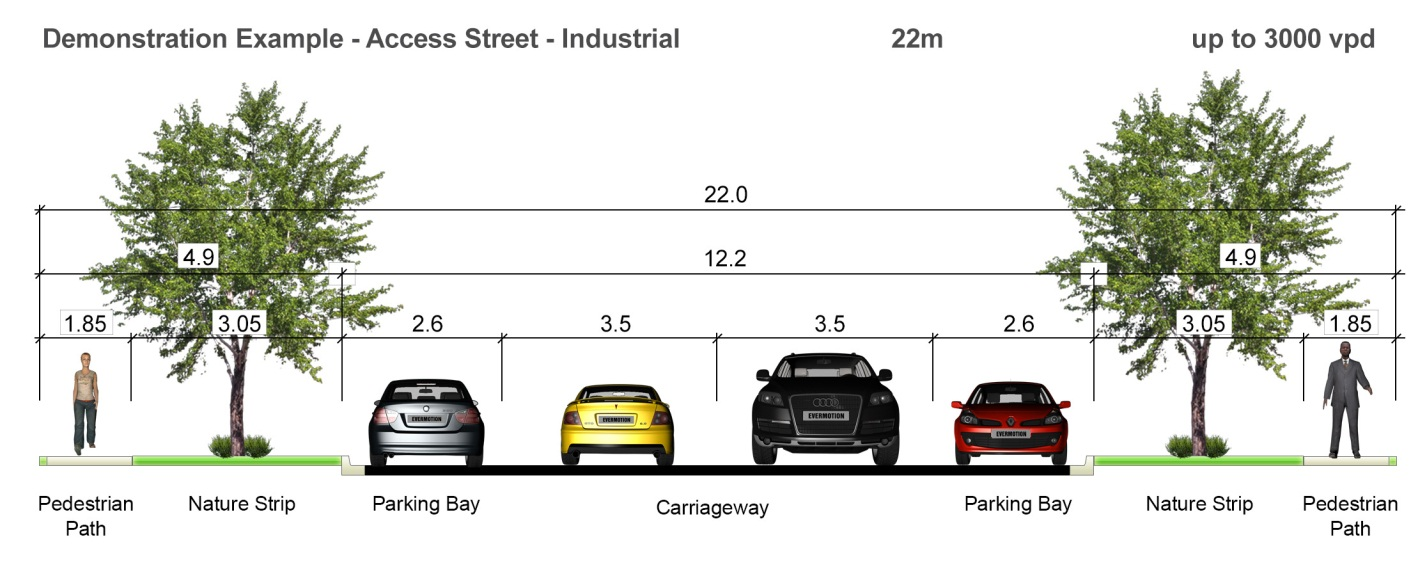 Demonstration Example - Access Street - Industrial 22m up to 3000 vpd
22.0
4.9 12.2 4.9
1.85 3.05 2.6 3.5 3.5 2.6 3.05 1.85
EVERMOTION EVERMOTION EVERMOTION EVERMOTION
Pedestrian Path Nature Strip Parking Bay Carriageway Parking Bay Nature Strip Pedestrian Path